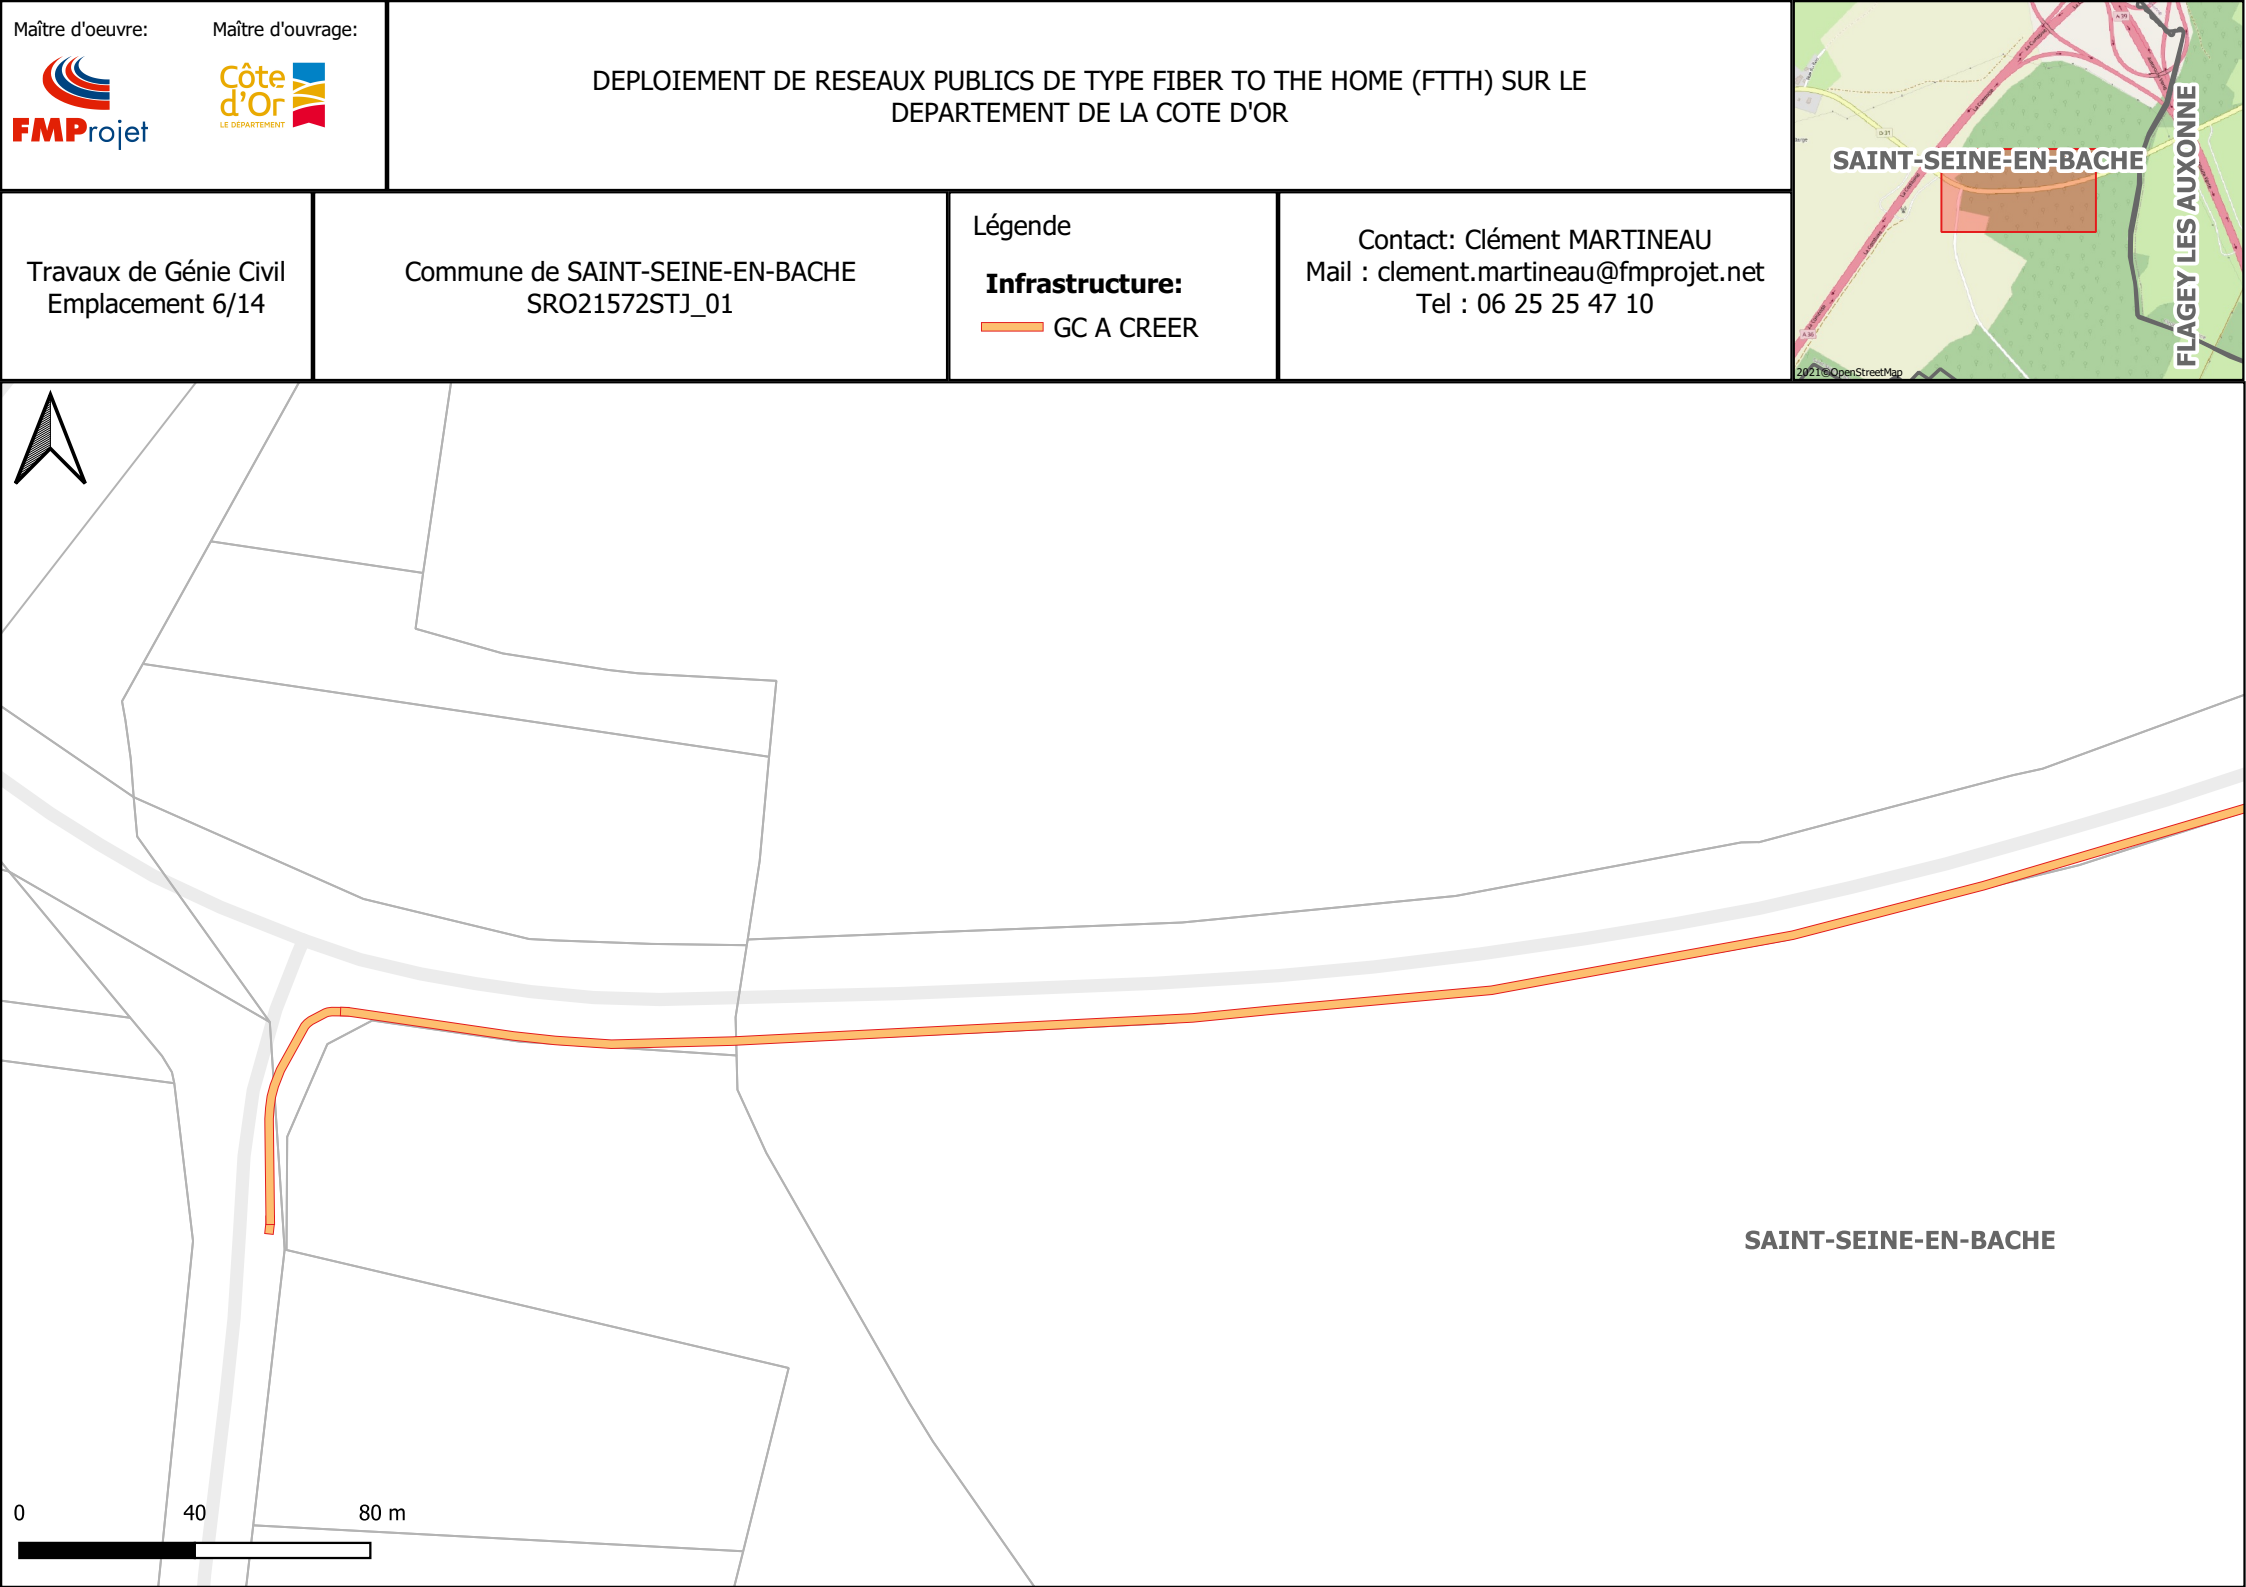 Maître d'oeuvre:
Maître d'ouvrage:
FMProjet
Côte
d'Or
LE DÉPARTEMENT
DEPLOIEMENT DE RESEAUX PUBLICS DE TYPE FIBER TO THE HOME (FTTH) SUR LE
DEPARTEMENT DE LA COTE D'OR
Travaux de Génie Civil
Emplacement 6/14
Commune de SAINT-SEINE-EN-BACHE
SRO21572STJ_01
Légende
Infrastructure:
GC A CREER
Contact: Clément MARTINEAU
Mail : clement.martineau@fmprojet.net
Tel : 06 25 25 47 10
A 39
D 31
SAINT-SEINE-EN-BACHE
FLAGEY LES AUXONNE
A 36
2021©OpenStreetMap
SAINT-SEINE-EN-BACHE
0
40
80 m